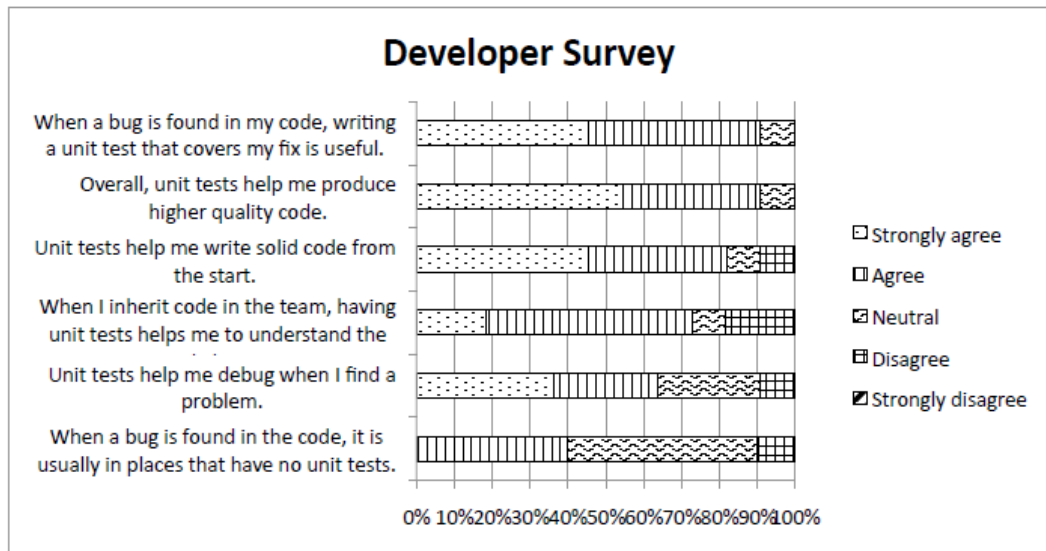 Developer Survey
When a bug is found in my code, writing
a unit test that covers my fix is useful.
Overall, unit tests help me produce
higher quality code.
Unit tests help me write solid code from
the start.
When I inherit code in the team, having
unit tests helps me to understand the
Unit tests help me debug when I find a
problem.
When a bug is found in the code, it is
usually in places that have no unit tests.
0% 10% 20% 30% 40% 50% 60% 70% 80% 90% 100%
Strongly agree
Agree
Neutral
Disagree
Strongly disagree